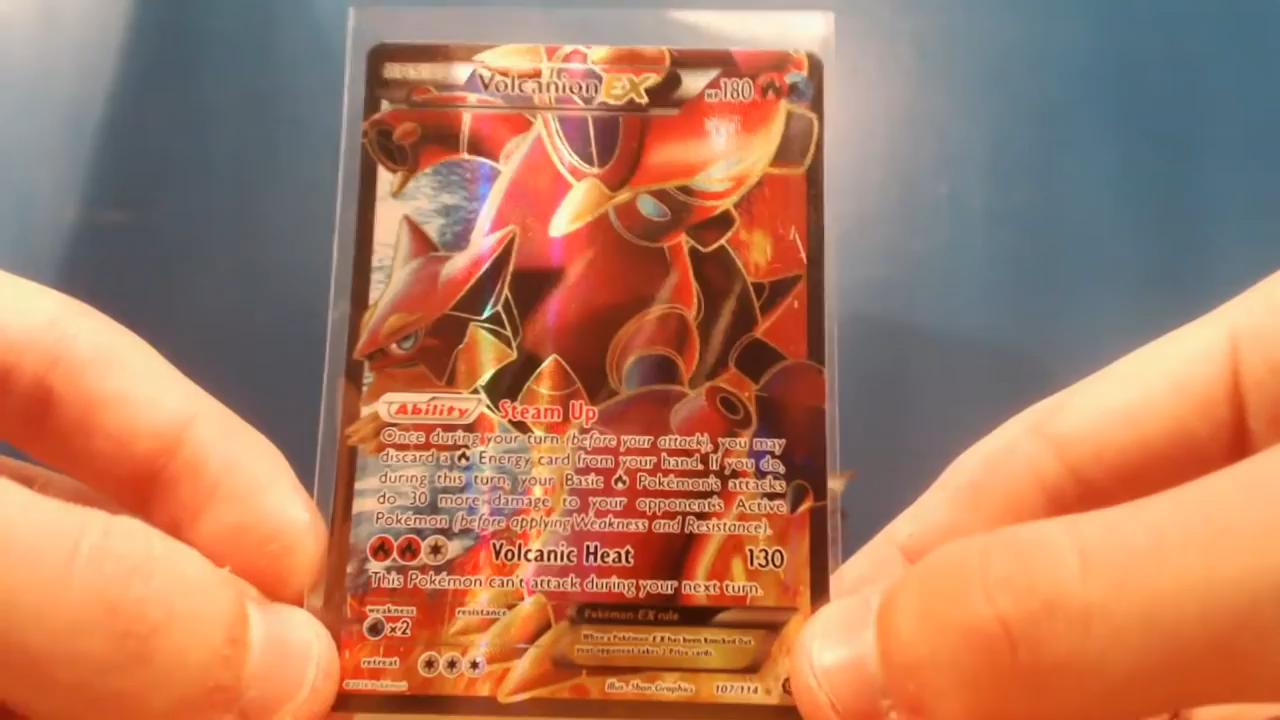 BASIC
Volcanion EX HP180
Ability Steam Up
Once during your turn (before your attack), you may
discard a Energy card from your hand. If you do,
during this turn, your Basic Pokémon's attacks
do 30 more damage to your opponent's Active
Pokémon (before applying Weakness and Resistance).
Volcanic Heat 130
This Pokémon can't attack during your next turn.
weakness resistance
x2
Pokémon EX rule
When a Pokémon EX has been Knocked Out,
your opponent takes 2 Prize cards.
retreat
©2016 Pokémon
Illus. 5ban Graphics 107/114